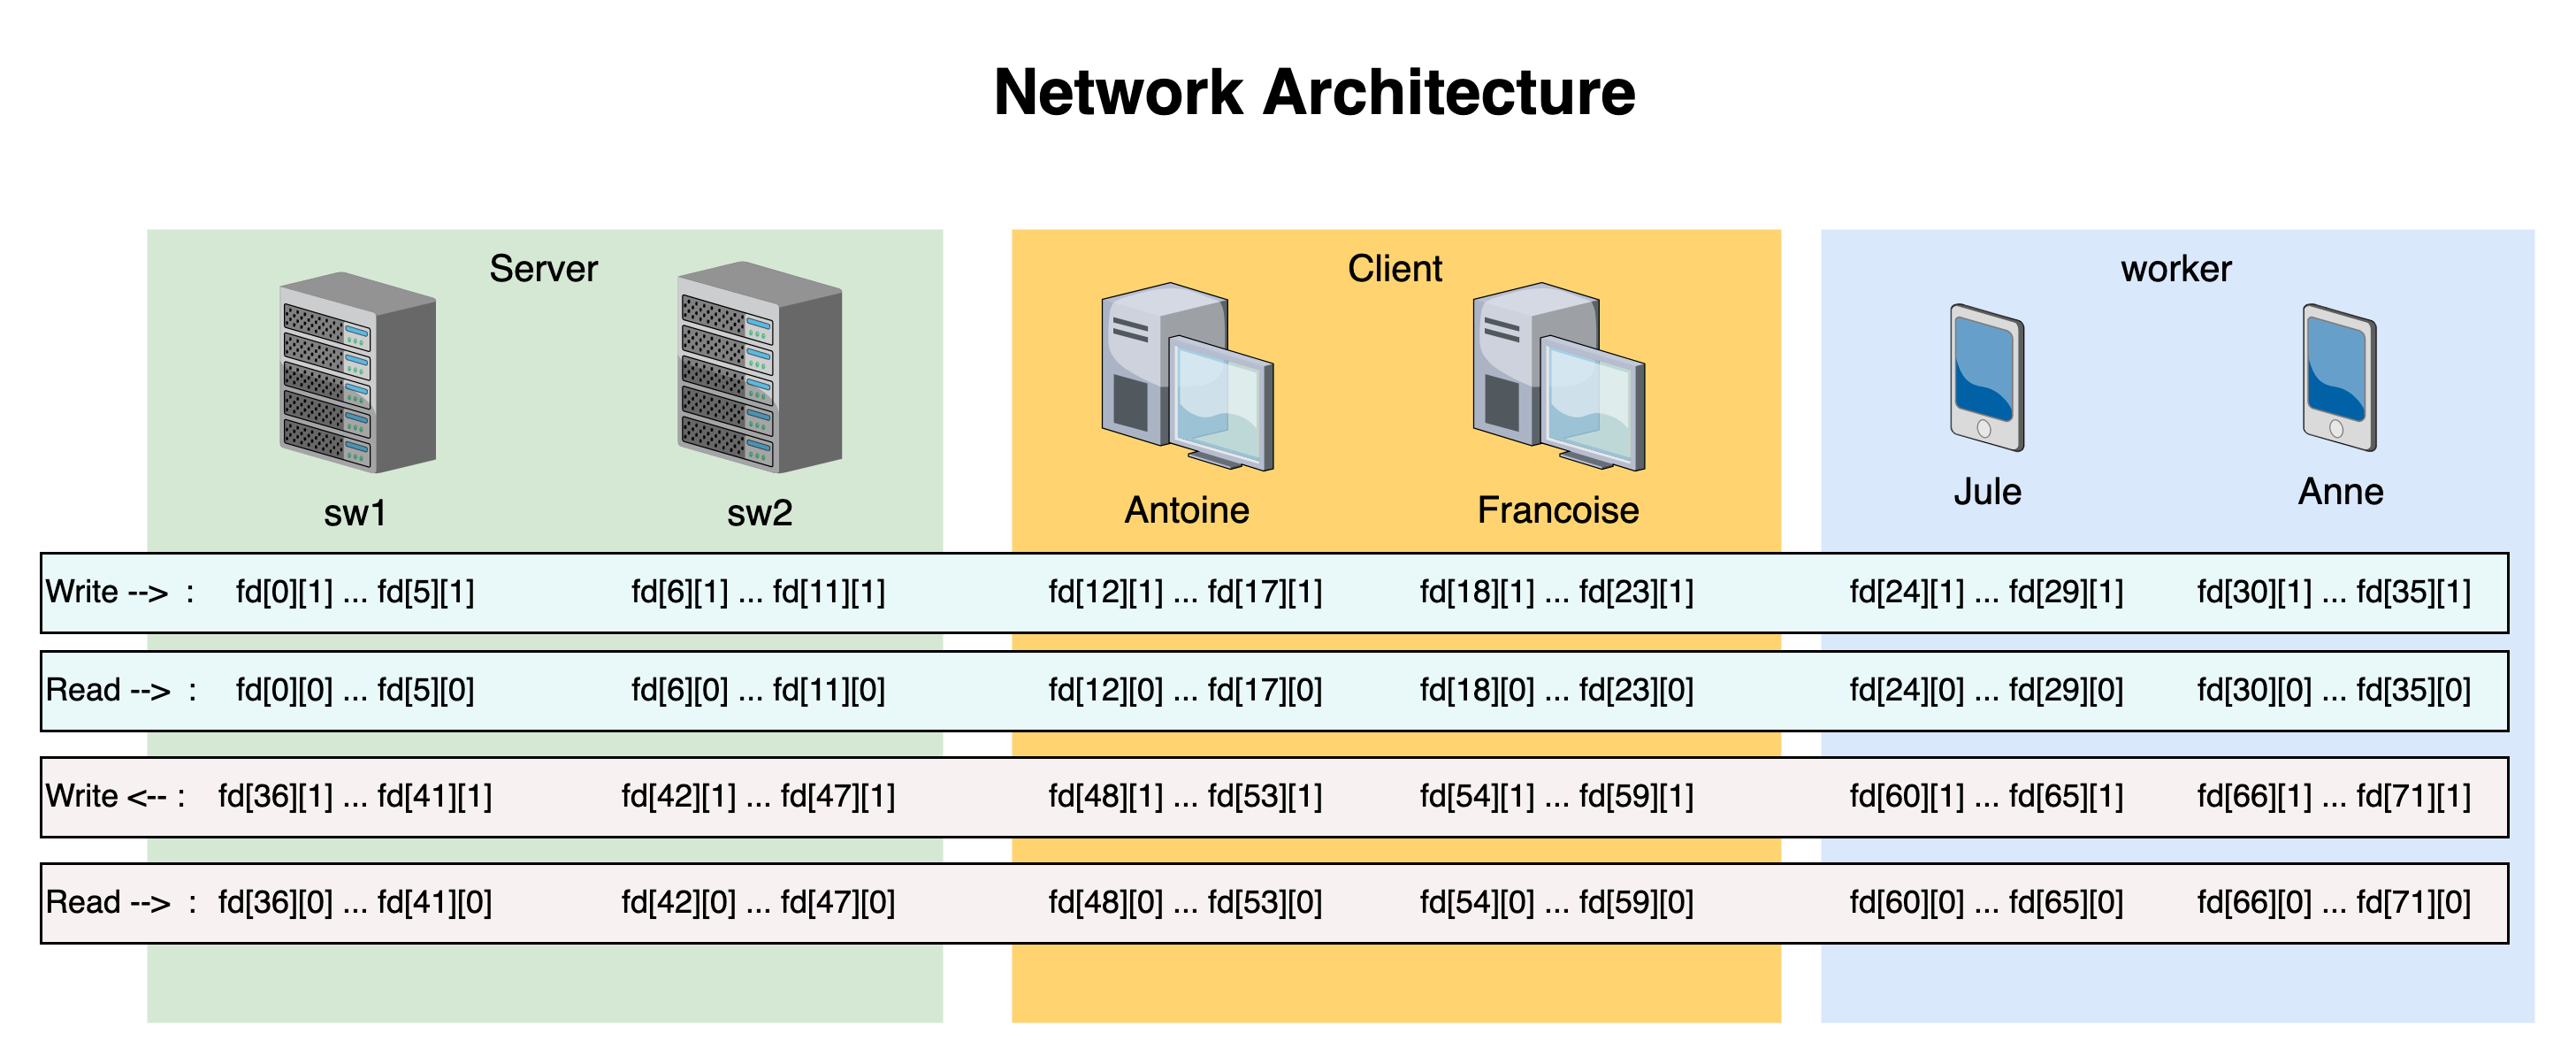 Network Architecture
Server
Client
worker
sw1
sw2
Antoine
Francoise
Jule
Anne
Write --> : fd[0][1] ... fd[5][1] fd[6][1] ... fd[11][1] fd[12][1] ... fd[17][1] fd[18][1] ... fd[23][1] fd[24][1] ... fd[29][1] fd[30][1] ... fd[35][1]
Read --> : fd[0][0] ... fd[5][0] fd[6][0] ... fd[11][0] fd[12][0] ... fd[17][0] fd[18][0] ... fd[23][0] fd[24][0] ... fd[29][0] fd[30][0] ... fd[35][0]
Write <-- : fd[36][1] ... fd[41][1] fd[42][1] ... fd[47][1] fd[48][1] ... fd[53][1] fd[54][1] ... fd[59][1] fd[60][1] ... fd[65][1] fd[66][1] ... fd[71][1]
Read --> : fd[36][0] ... fd[41][0] fd[42][0] ... fd[47][0] fd[48][0] ... fd[53][0] fd[54][0] ... fd[59][0] fd[60][0] ... fd[65][0] fd[66][0] ... fd[71][0]